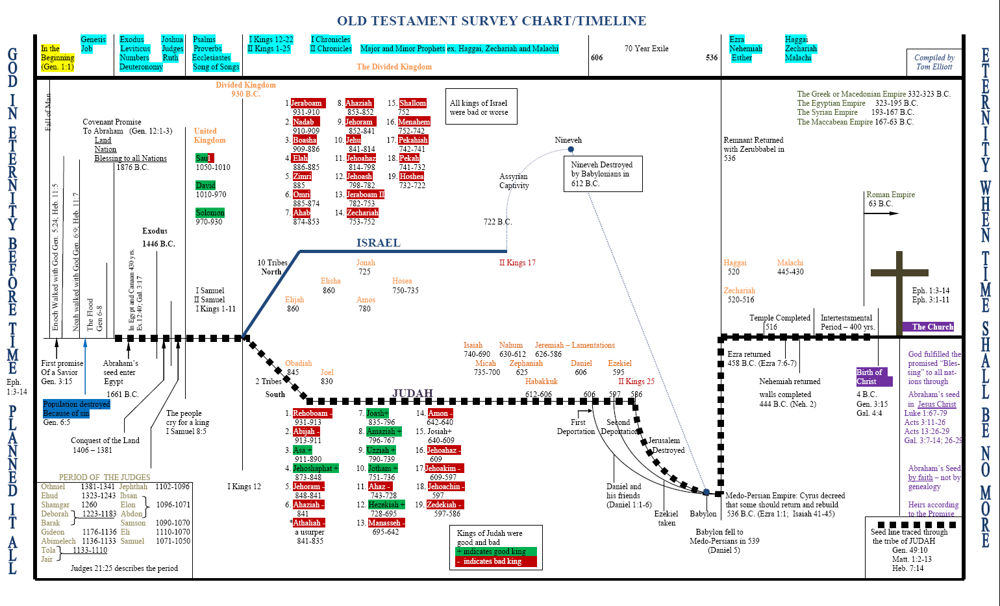 OLD TESTAMENT SURVEY CHART/TIMELINE
GOD IN ETERNITY BEFORE TIME
Eph.
1:3-14
PLANNED IT ALL
In the
Beginning
(Gen. 1:1)
Genesis
Job
Exodus
Leviticus
Numbers
Deuteronomy
Joshua
Judges
Ruth
Psalms
Proverbs
Ecclesiastes
Song of Songs
I Kings 12-22
II Kings 1-25
I Chronicles
II Chronicles
Major and Minor Prophets ex. Haggai, Zechariah and Malachi
The Divided Kingdom
70 Year Exile
606
536
Ezra
Nehemiah
Esther
Haggai
Zechariah
Malachi
Compiled by
Tom Elliott
Fall of Man
Covenant Promise
To Abraham (Gen. 12:1-3)
Land
Nation
Blessing to all Nations
1876 B.C.
Enoch Walked with God Gen. 5:24; Heb. 11:5
Noah walked with God Gen. 6:9; Heb. 11:7
The Flood
Gen 6-8
In Egypt and Canaan 430 yrs.
Ex.12:40; Gal. 3:17
Exodus
1446 B.C.
United
Kingdom
Saul
1050-1010
David
1010-970
Solomon
970-930
I Samuel
II Samuel
I Kings 1-11
Divided Kingdom
930 B.C.
1. Jeraboam
931-910
2. Nadab
910-909
3. Boasha
909-886
4. Elah
886-885
5. Zimri
885
6. Omri
885-874
7. Ahab
874-853
8. Ahaziah
853-852
9. Jehoram
852-841
10. Jehu
841-814
11. Jehoahaz
814-798
12. Jehoash
798-782
13. Jeraboam II
782-753
14. Zechariah
753-752
15. Shallom
752
16. Menahem
752-742
17. Pekahiah
742-741
18. Pekah
741-732
19. Hoshea
732-722
All kings of Israel
were bad or worse
Nineveh
Nineveh Destroyed
by Babylonians in
612 B.C.
Assyrian
Captivity
722 B.C.
ISRAEL
10 Tribes
North
II Kings 17
Jonah
725
Elisha
860
Hosea
750-735
Elijah
860
Amos
780
The Greek or Macedonian Empire 332-323 B.C.
The Egyptian Empire 323-195 B.C.
The Syrian Empire 193-167 B.C.
The Maccabean Empire 167-63 B.C.
Remnant Returned
with Zerubbabel in
536
Roman Empire
63 B.C.
Haggai
520
Malachi
445-430
Zechariah
520-516
Eph. 1:3-14
Eph. 3:1-11
Temple Completed
516
Intertestamental
Period – 400 yrs.
The Church
First promise
Of a Savior
Gen. 3:15
Population destroyed
Because of sin
Gen. 6:5
Abraham's
seed enter
Egypt
1661 B.C.
Conquest of the Land
1406 – 1381
The people
cry for a king
I Samuel 8:5
Obadiah
845
Joel
830
2 Tribes
South
JUDAH
Isaiah
740-690
Nahum
630-612
Jeremiah – Lamentations
626-586
Micah
735-700
Zephaniah
625
Daniel
606
Ezekiel
595
Habakkuk
612-606
II Kings 25
606
597
586
1. Rehoboam -
931-913
2. Abijah -
913-911
3. Asa +
911-890
4. Jehoshaphat +
873-848
5. Jehoram -
848-841
6. Ahaziah -
841
*Athaliah -
a usurper
841-835
7. Joash+
835-796
8. Amaziah +
796-767
9. Uzziah +
790-739
10. Jotham +
751-736
11. Ahaz -
743-728
12. Hezekiah +
728-695
13. Manasseh -
695-642
14. Amon -
642-640
15. Josiah+
640-609
16. Jehoahaz -
609
17. Jehoakim -
609-597
18. Jehoachin -
597
19. Zedekiah -
597-586
I Kings 12
Kings of Judah were
good and bad
+ indicates good king
- indicates bad king
First
Deportation
Second
Deportation
Jerusalem
Destroyed
Daniel and
his friends
(Daniel 1:1-6)
Ezekiel
taken
Babylon
Babylon fell to
Medo-Persians in 539
(Daniel 5)
Medo-Persian Empire: Cyrus decreed
that some should return and rebuild
536 B.C. (Ezra 1:1; Isaiah 41-45)
Ezra returned
458 B.C. (Ezra 7:6-7)
Nehemiah returned
walls completed
444 B.C. (Neh. 2)
Birth of
Christ
4 B.C.
Gen. 3:15
Gal. 4:4
God fulfilled the
promised “Bles-
sing” to all nat-
ions through
Abraham's seed
in Jesus Christ
Luke 1:67-79
Acts 3:11-26
Acts 13:26-29
Gal. 3:7-14; 26-29
Abraham's Seed
by faith – not by
genealogy
Heirs according
to the Promise
Seed line traced through
the tribe of JUDAH
Gen. 49:10
Matt. 1:2-13
Heb. 7:14
PERIOD OF THE JUDGES
Othniel 1381-1341
Ehud 1323-1243
Shamgar 1260
Deborah
Barak
1223-1183
Gideon 1176-1136
Abimelech 1136-1133
Tola
Jair
1133-1110
Jephthah 1102-1096
Ibsan
Elon
Abdon
1096-1071
Samson 1090-1070
Eli 1110-1070
Samuel 1071-1050
Judges 21:25 describes the period
ETERNITY WHEN TIME SHALL BE NO MORE